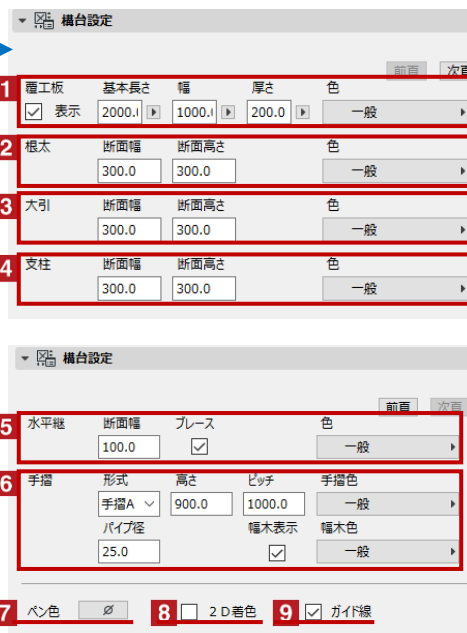 構台設定
前頁 次頁
1 覆工板 基本長さ 幅 厚さ 色
表示 2000.( 1000.( 200.0 一般
2 根太 断面幅 断面高さ 色
300.0 300.0 一般
3 大引 断面幅 断面高さ 色
300.0 300.0 一般
4 支柱 断面幅 断面高さ 色
300.0 300.0 一般
構台設定
前頁 次頁
5 水平継 断面幅 ブレース 色
100.0 一般
6 手摺 形式 高さ ピッチ 手摺色
手摺A 900.0 1000.0 一般
パイプ径 幅木表示 幅木色
25.0 一般
7 ペン色 8 2D着色 9 ガイド線